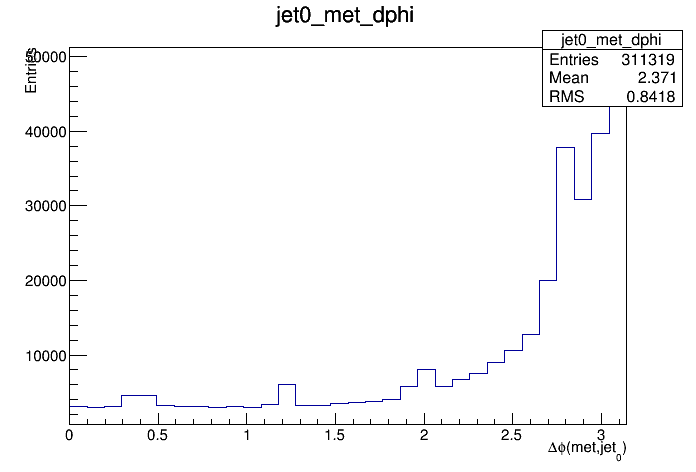 jet0_met_dphi
jet0_met_dphi
Entries 311319
Mean 2.371
RMS 0.8418
Entries
50000
40000
30000
20000
10000
0 0.5 1 1.5 2 2.5 3
Δϕ(met,jet0)